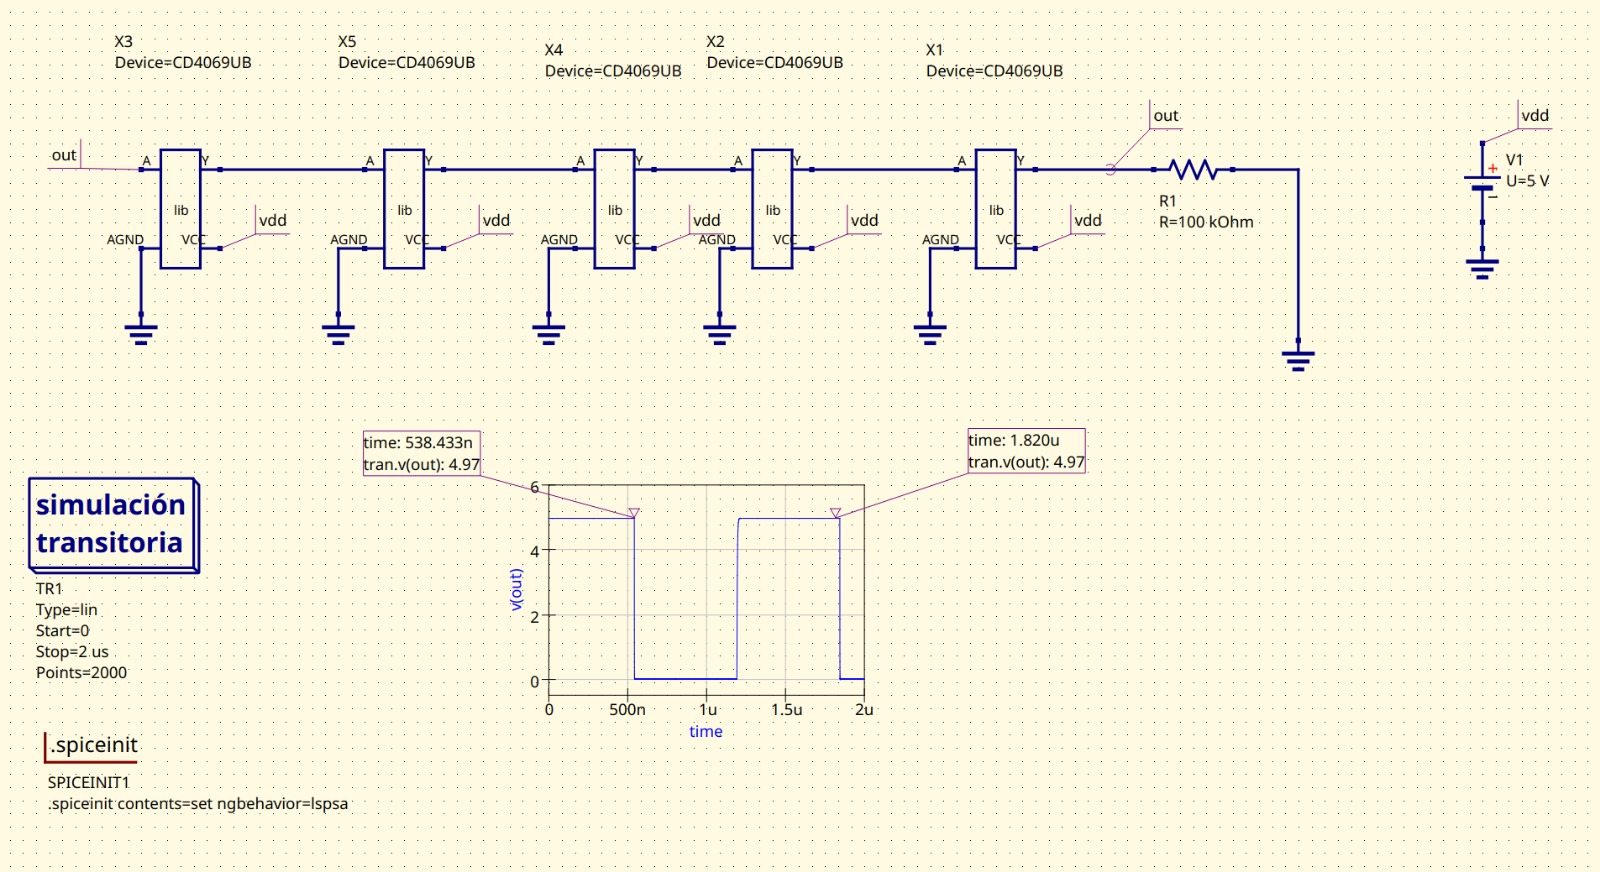 X3
Device=CD4069UB
X5
Device=CD4069UB
X4
Device=CD4069UB
X2
Device=CD4069UB
X1
Device=CD4069UB
out
vdd
out
A
Y
A
Y
A
Y
A
Y
A
Y
V1
U=5 V
+
1
R1
R=100 kOhm
lib
lib
lib
lib
lib
vdd
vdd
vdd
vdd
vdd
AGND
VCC
AGND
VCC
AGND
AGND
VCC
AGND
VCC
time: 538.433n
tran.v(out): 4.97
time: 1.820u
tran.v(out): 4.97
simulación
transitoria
TR1
Type=lin
Start=0
Stop=2 us
Points=2000
6
4
2
0
v(out)
0
500n
1u
1.5u
2u
time
.spiceinit
SPICEINIT1
.spiceinit contents=set ngbehavior=lspsa